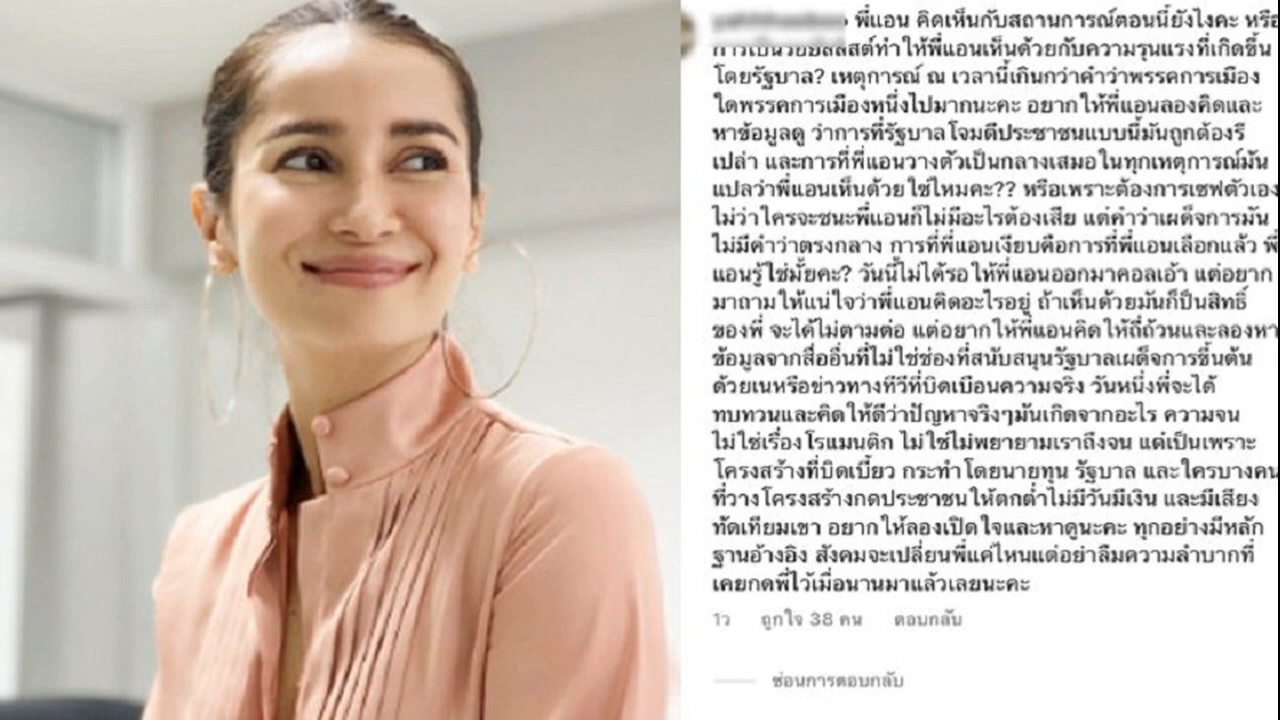 พี่แอน คิดเห็นกับสถานการณ์ตอนนี้ยังไงคะ หรือ
ทำให้พี่แอนเห็นด้วยกับความรุนแรงที่เกิดขึ้น
โดยรัฐบาล? เหตุการณ์ ณ เวลานี้เกินกว่าคำว่าพรรคการเมือง
ใดพรรคการเมืองหนึ่งไปมากนะคะ อยากให้พี่แอนลองคิดและ
หาข้อมูลดู ว่าการที่รัฐบาลโจมตีประชาชนแบบนี้มันถูกต้องรึ
เปล่า และการที่พี่แอนวางตัวเป็นกลางเสมอในทุกเหตุการณ์มัน
แปลว่าพี่แอนเห็นด้วยใช่ไหมคะ?? หรือเพราะต้องการเซฟตัวเอง
ไม่ว่าใครจะชนะพี่แอนก็ไม่มีอะไรต้องเสีย แต่คำว่าเผด็จการมัน
ไม่มีคำว่าตรงกลาง การที่พี่แอนเงียบคือการที่พี่แอนเลือกแล้ว พี่
แอนรู้ใช่มั้ยคะ? วันนี้ไม่ได้รอให้พี่แอนออกมาคอลเอ้า แต่อยาก
มาถามให้แน่ใจว่าพี่แอนคิดอะไรอยู่ ถ้าเห็นด้วยมันก็ป็นสิทธิ์
ของพี่ จะได้ไม่ตามต่อ แต่อยากให้พี่แอนคิดให้ถี่ถ้วนและลองหา
ข้อมูลจากสื่ออื่นที่ไม่ใช่ช่องที่สนับสนุนรัฐบาลเผด็จการขึ้นต้น
ด้วยเนหรือข่าวทางทีวีที่บิดเบือนความจริง วันหนึ่งพี่จะได้
ทบทวนและคิดให้ดีว่าปัญหาจริงๆมันเกิดจากอะไร ความจน
ไม่ใช่เรื่องโรแมนติก ไม่ใช่ไม่พยายามเราถึงจน แต่เป็นเพราะ
โครงสร้างที่บิดเบี้ยว กระทำโดยนายทุน รัฐบาล และใครบางคน
ที่วางโครงสร้างกดประชาชนให้ตกต่ำไม่มีวันมีเงิน และมีเสียง
ทัดเทียมเขา อยากให้ลองเปิดใจและหาดูนะคะ ทุกอย่างมีหลัก
ฐานอ้างอิง สังคมจะเปลี่ยนพี่แค่ไหนแต่อย่าลืมความลำบากที่
เคยกดพี่ไว้เมื่อนานมาแล้วเลยนะคะ
1ว ถูกใจ 38 คน ตอบกลับ
ซ่อนการตอบกลับ